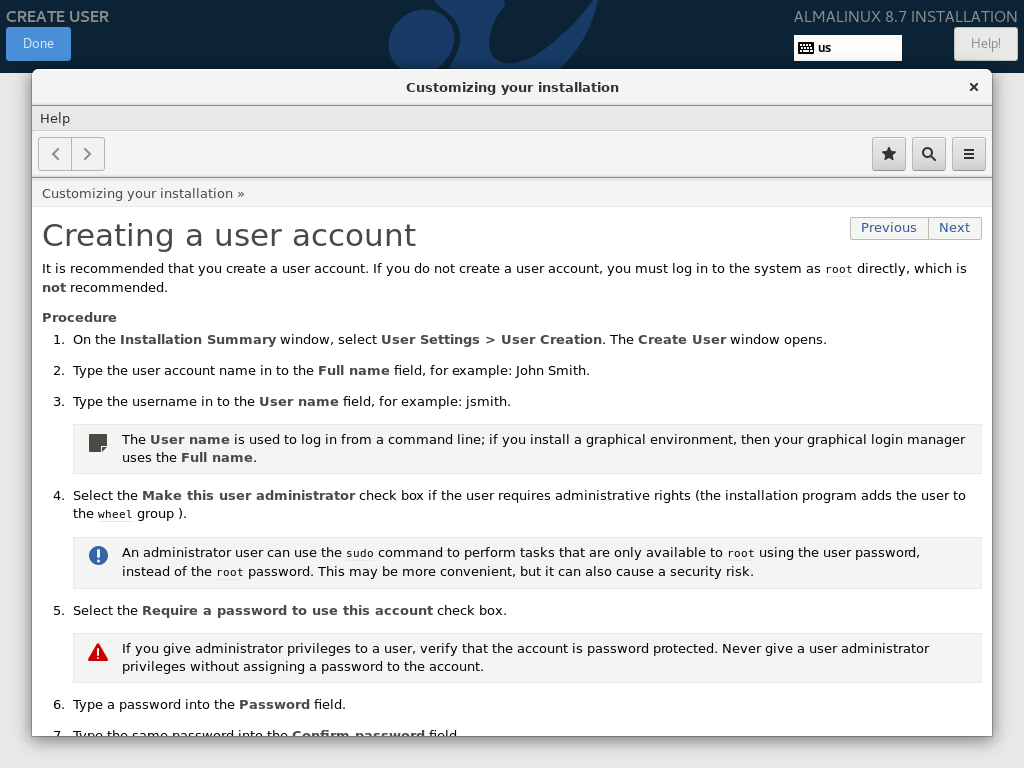 CREATE USER
ALMALINUX 8.7 INSTALLATION
Done
us
Help!
Customizing your installation
Help
Customizing your installation »
Creating a user account
Previous
Next
It is recommended that you create a user account. If you do not create a user account, you must log in to the system as root directly, which is
not recommended.
Procedure
1. On the Installation Summary window, select User Settings > User Creation. The Create User window opens.
2. Type the user account name in to the Full name field, for example: John Smith.
3. Type the username in to the User name field, for example: jsmith.
The User name is used to log in from a command line; if you install a graphical environment, then your graphical login manager
uses the Full name.
4. Select the Make this user administrator check box if the user requires administrative rights (the installation program adds the user to
the wheel group ).
An administrator user can use the sudo command to perform tasks that are only available to root using the user password,
instead of the root password. This may be more convenient, but it can also cause a security risk.
5. Select the Require a password to use this account check box.
If you give administrator privileges to a user, verify that the account is password protected. Never give a user administrator
privileges without assigning a password to the account.
6. Type a password into the Password field.
7. Type the same password into the Confirm password field.